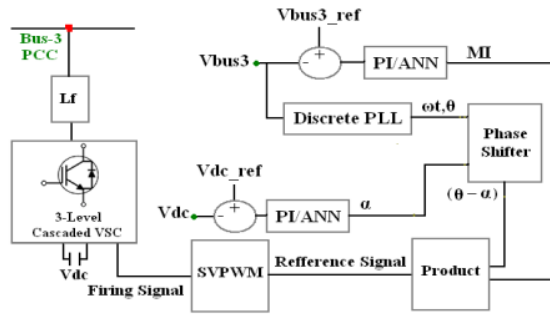 Vbus3_ref
Bus-3
PCC
Vbus3
-
+
PI/ANN
MI
Lf
Discrete PLL
ωt,θ
Phase
Shifter
Vdc_ref
3-Level
Cascaded VSC
Vdc
-
+
PI/ANN
α
(θ-α)
Vdc
Firing Signal
SVPWM
Refference Signal
Product